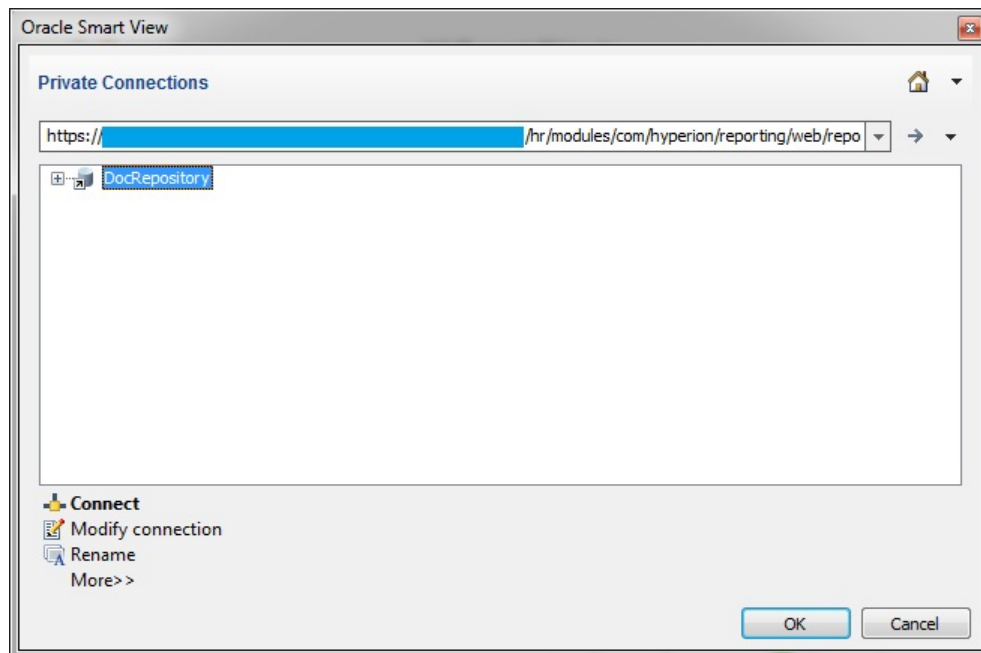 Oracle Smart View
Private Connections
https:// /hr/modules/com/hyperion/reporting/web/repo
DocRepository
Connect
Modify connection
Rename
More>>
OK Cancel